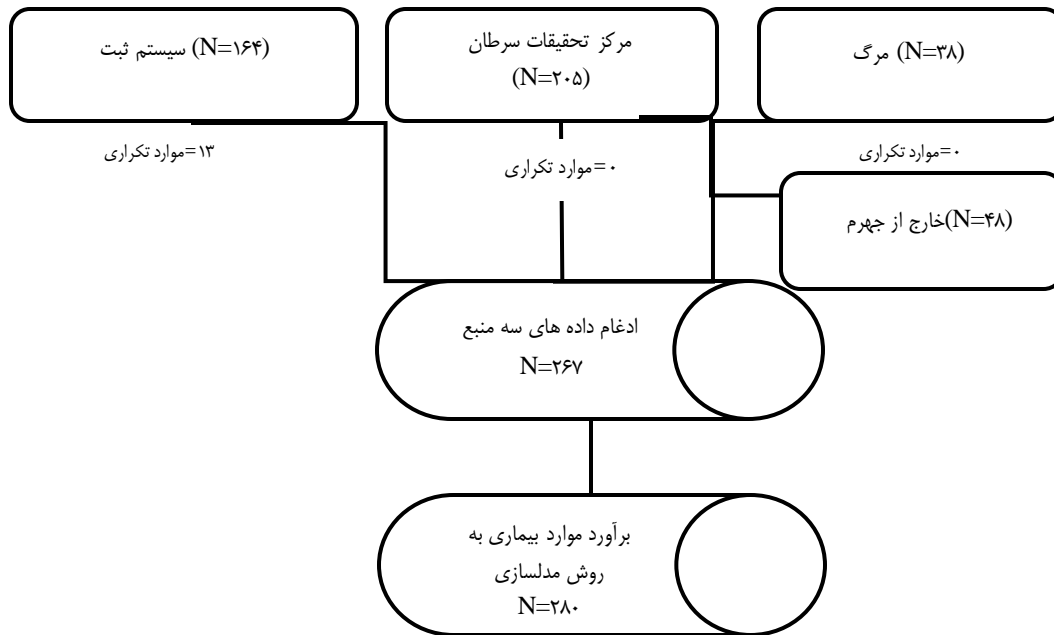 سیستم ثبت (N=۱۶۴)
مرکز تحقیقات سرطان
(N=۲۰۵)
مرگ (N=۳۸)
موارد تکراری=۱۳
موارد تکراری=۰
موارد تکراری=۰
خارج از جهرم(N=۴۸)
ادغام داده های سه منبع
N=۲۶۷
برآورد موارد بیماری به
روش مدلسازی
N=۲۸۰